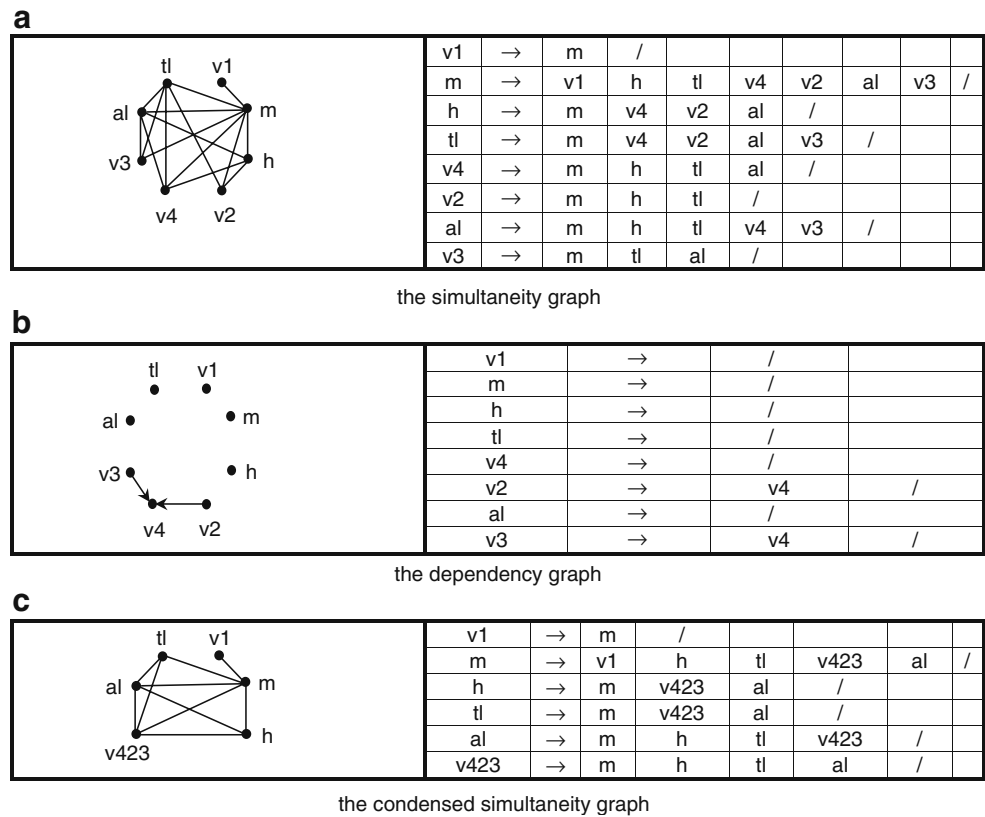 a
tl v1
al m
v3 h
v4 v2
v1 → m /
m → v1 h tl v4 v2 al v3 /
h → m v4 v2 al /
tl → m v4 v2 al v3 /
v4 → m h tl al /
v2 → m h tl /
al → m h tl v4 v3 /
v3 → m tl al /
the simultaneity graph
b
tl v1
al m
v3 h
v4 v2
v1 → /
m → /
h → /
tl → /
v4 → /
v2 → v4 /
al → /
v3 → v4 /
the dependency graph
c
tl v1
al m
v423 h
v1 → m /
m → v1 h tl v423 al /
h → m v423 al /
tl → m v423 al /
al → m h tl v423 /
v423 → m h tl al /
the condensed simultaneity graph